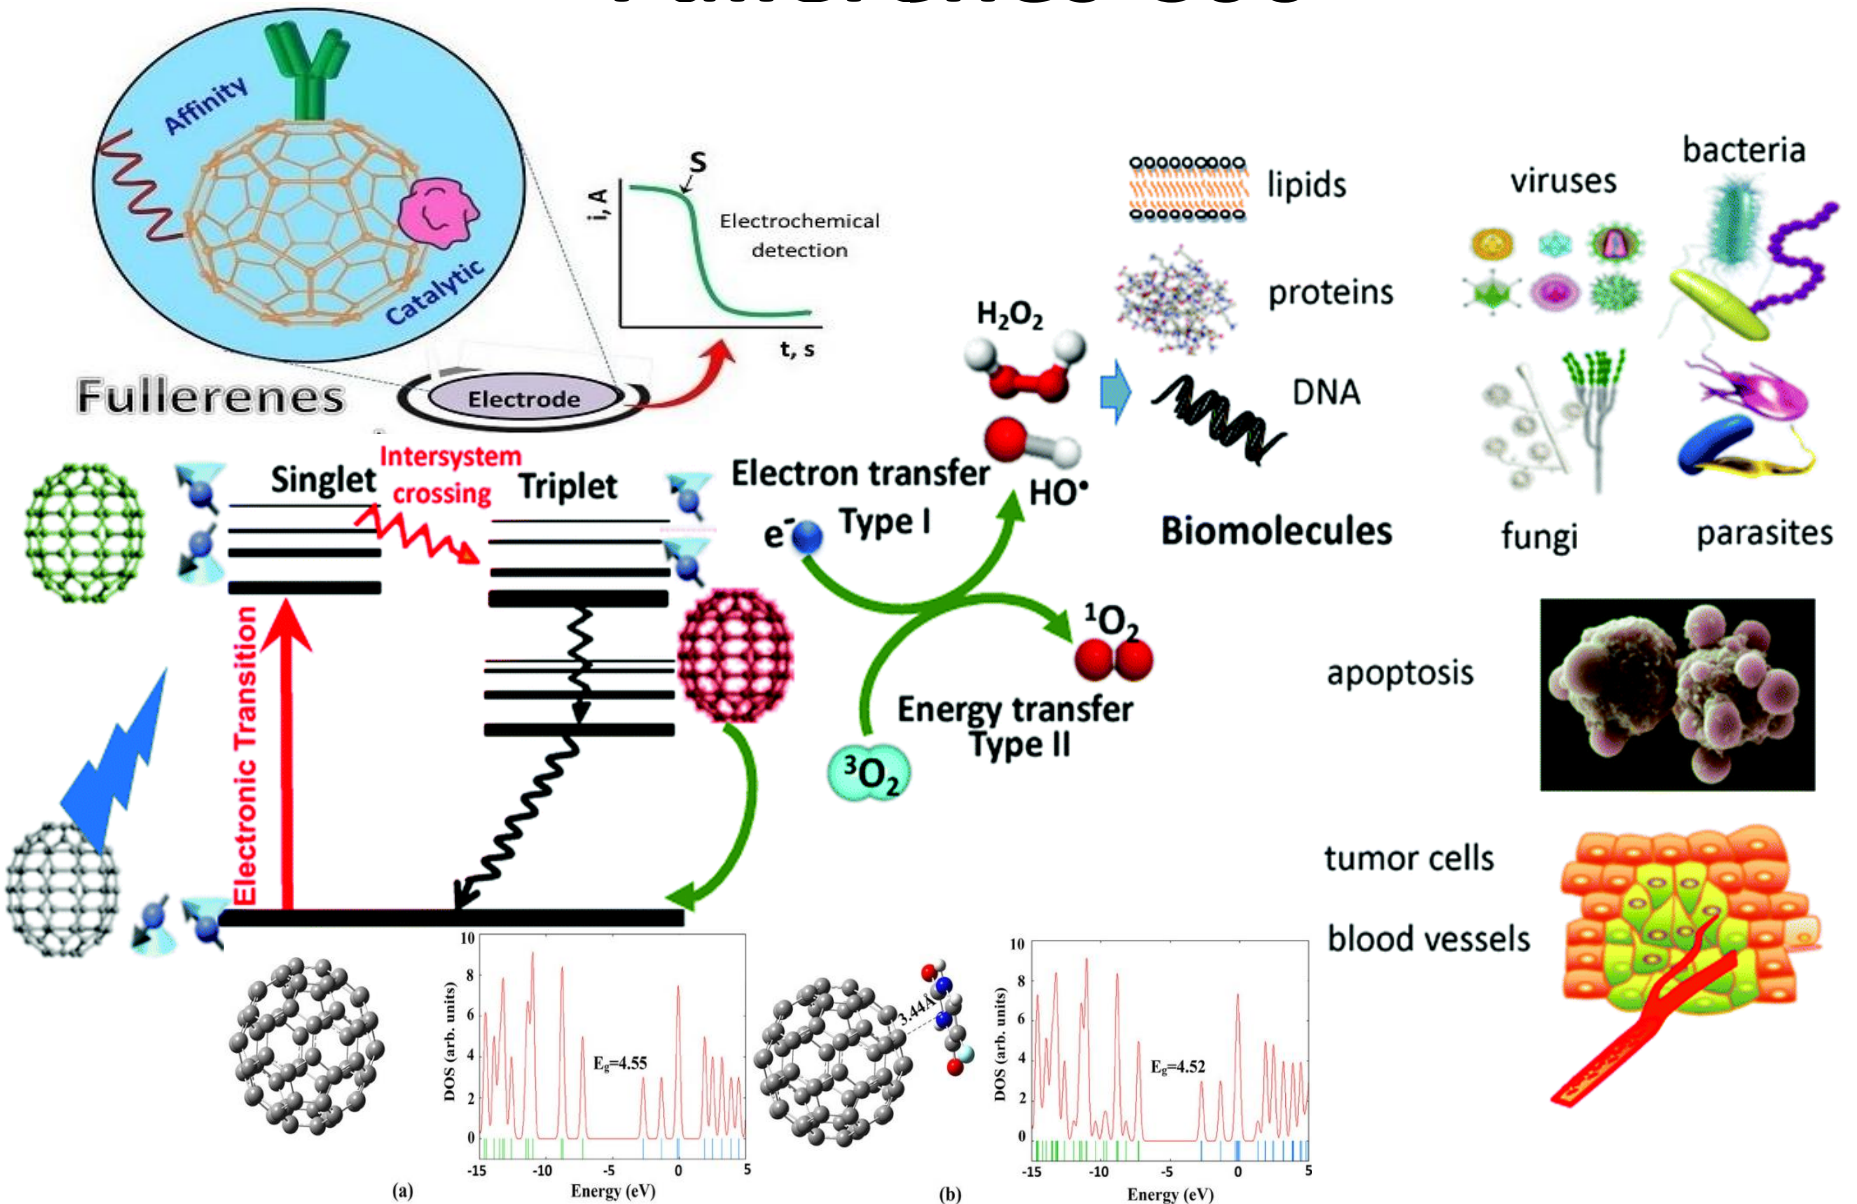 Affinity
Catalytic
Fullerenes
Electrode
S
i, A
Electrochemical
detection
t, s
H₂O₂
HO•
lipids
proteins
DNA
Biomolecules
viruses
bacteria
fungi
parasites
Singlet
Intersystem
crossing
Triplet
Electronic Transition
Electron transfer
Type I
e⁻
¹O₂
Energy transfer
Type II
³O₂
apoptosis
tumor cells
blood vessels
DOS (arb. units)
10
8
6
4
2
0
E_g=4.55
-15
-10
-5
0
5
Energy (eV)
(a)
3.44Å
DOS (arb. units)
10
8
6
4
2
0
E_g=4.52
-15
-10
-5
0
5
Energy (eV)
(b)